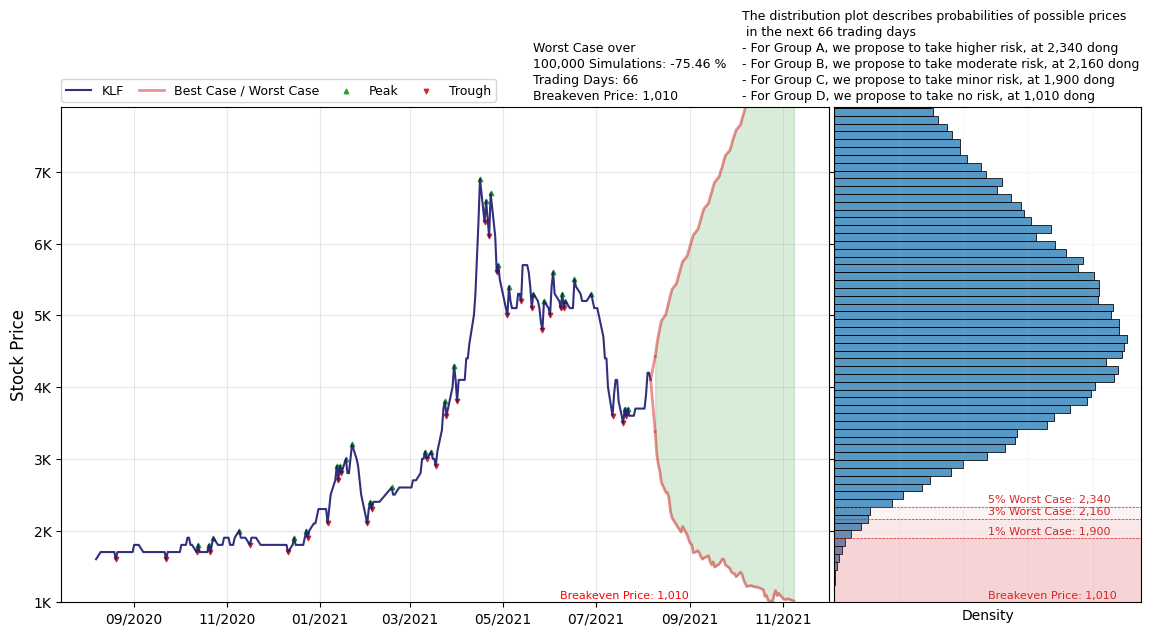 The distribution plot describes probabilities of possible prices
in the next 66 trading days
- For Group A, we propose to take higher risk, at 2,340 dong
- For Group B, we propose to take moderate risk, at 2,160 dong
- For Group C, we propose to take minor risk, at 1,900 dong
- For Group D, we propose to take no risk, at 1,010 dong
Worst Case over
100,000 Simulations: -75.46 %
Trading Days: 66
Breakeven Price: 1,010
KLF Best Case / Worst Case Peak Trough
Stock Price
7K
6K
5K
4K
3K
2K
1K
Breakeven Price: 1,010
09/2020 11/2020 01/2021 03/2021 05/2021 07/2021 09/2021 11/2021
5% Worst Case: 2,340
3% Worst Case: 2,160
1% Worst Case: 1,900
Breakeven Price: 1,010
Density